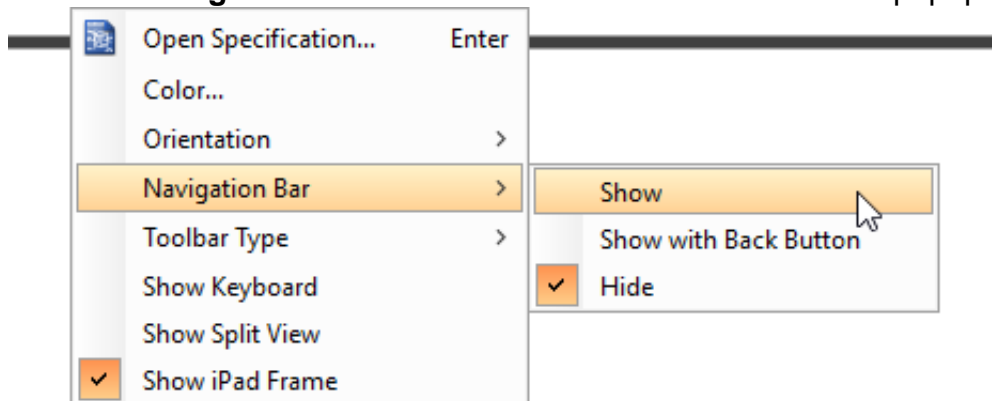 Open Specification... Enter
Color...
Orientation
Navigation Bar
Show
Toolbar Type
Show with Back Button
Show Keyboard
Hide
Show Split View
Show iPad Frame